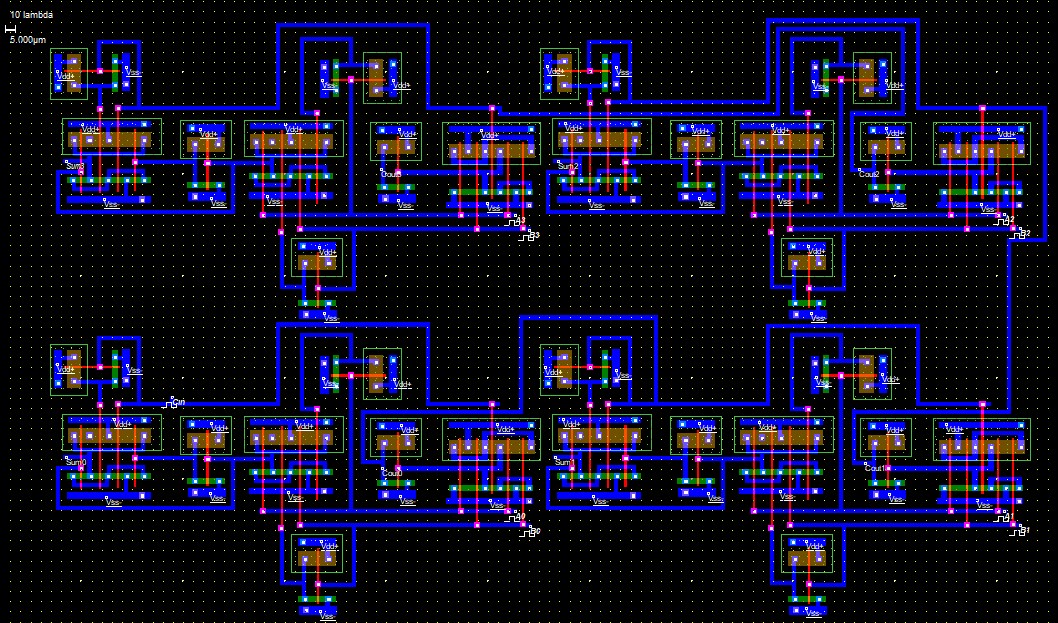 10 lambda
5.000µm
Vdd+ Vss- Vss- Vdd+ Vdd+ Vss- Vss- Vdd+
Vdd+ Vdd+ Vdd+ Vdd+ Vdd+ Vdd+ Vdd+ Vdd+ Vdd+ Vdd+
Sum3 Cout3 Sum2 Cout2
Vss- Vss- Vss- Vss- Vss- Vss- Vss- Vss- Vss- Vss-
A3 A2
B3 B2
Vdd+ Vdd+
Vss- Vss-
Vdd+ Vss- Vss- Vdd+ Vdd+ Vss- Vss- Vdd+
Cin
Vdd+ Vdd+ Vdd+ Vdd+ Vdd+ Vdd+ Vdd+ Vdd+ Vdd+ Vdd+
Sum0 Cout0 Sum1 Cout1
Vss- Vss- Vss- Vss- Vss- Vss- Vss- Vss- Vss- Vss-
A0 A1
B0 B1
Vdd+ Vdd+
Vss- Vss-